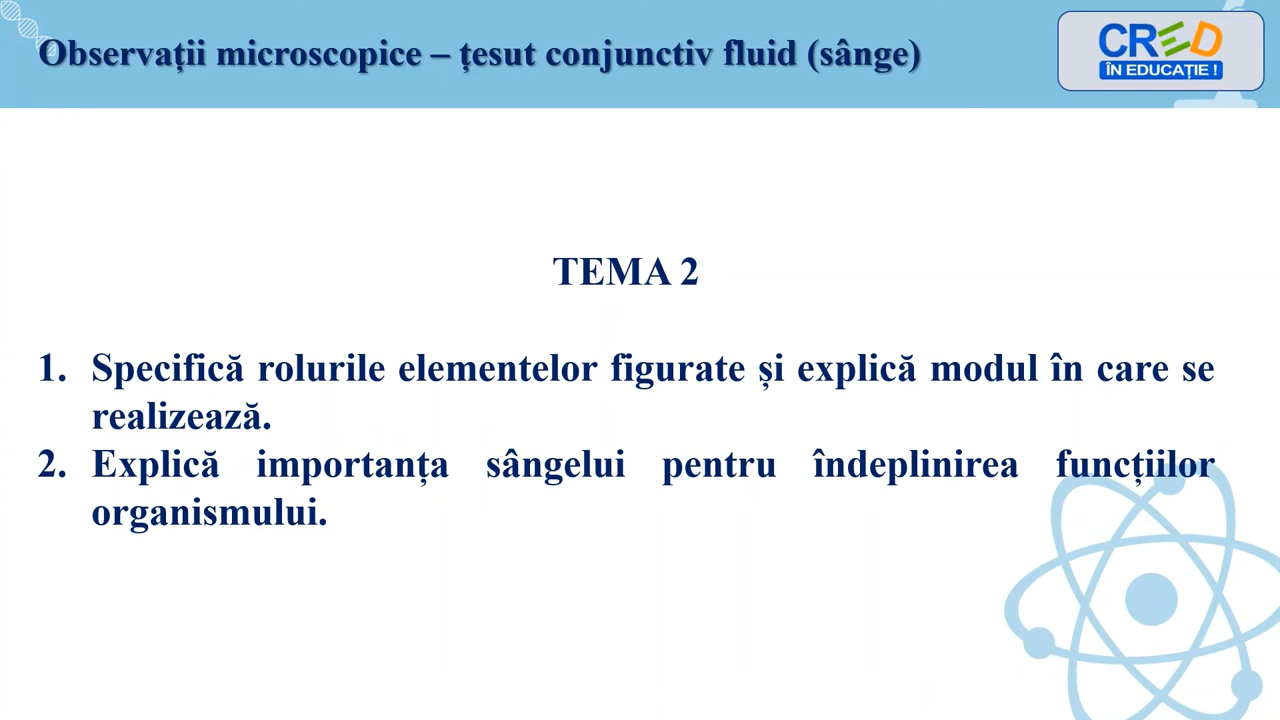 Observații microscopice – țesut conjunctiv fluid (sânge)
CRED
ÎN EDUCAȚIE !
TEMA 2
1. Specifică rolurile elementelor figurate și explică modul în care se
realizează.
2. Explică importanța sângelui pentru îndeplinirea funcțiilor
organismului.